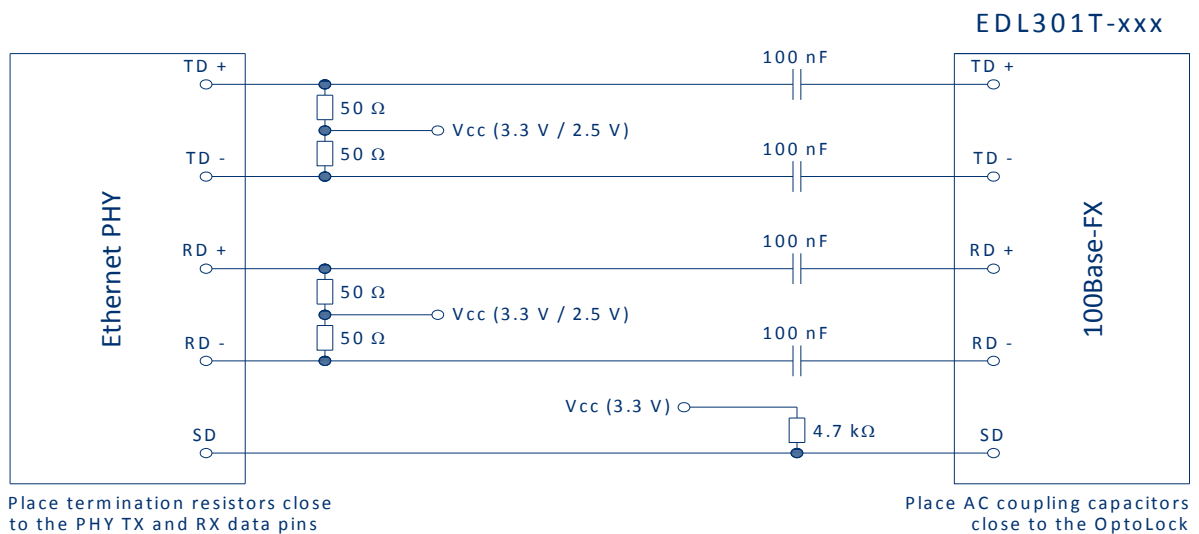 EDL301T-xxx
TD +
100 nF
TD +
50 Ω
Vcc (3.3 V / 2.5 V)
50 Ω
TD -
100 nF
TD -
Ethernet PHY
100Base-FX
RD +
100 nF
RD +
50 Ω
Vcc (3.3 V / 2.5 V)
50 Ω
RD -
100 nF
RD -
Vcc (3.3 V)
4.7 kΩ
SD
SD
Place termination resistors close
to the PHY TX and RX data pins
Place AC coupling capacitors
close to the OptoLock